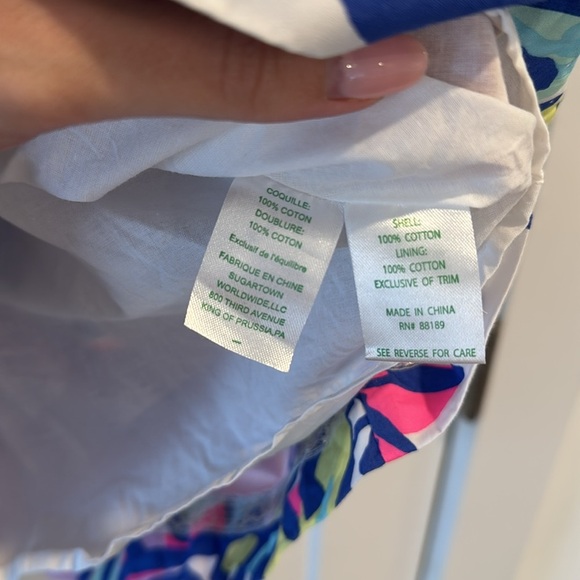 COQUILLE:
100% COTON
DOUBLURE:
100% COTON
Exclusif de l'équilibre
FABRIQUE EN CHINE
SUGARTOWN
WORLDWIDE,LLC
800 THIRD AVENUE
KING OF PRUSSIA,PA
SHELL:
100% COTTON
LINING:
100% COTTON
EXCLUSIVE OF TRIM
MADE IN CHINA
RN# 88189
SEE REVERSE FOR CARE